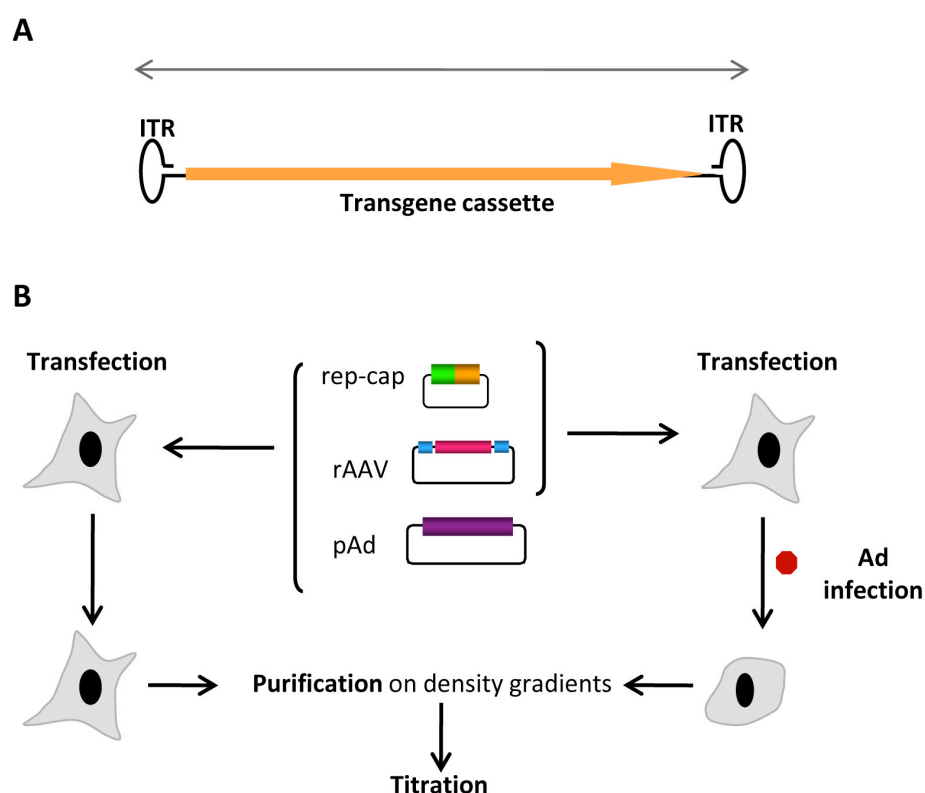 A
ITR
ITR
Transgene cassette
B
Transfection
rep-cap
rAAV
pAd
Transfection
Ad
infection
Purification on density gradients
Titration